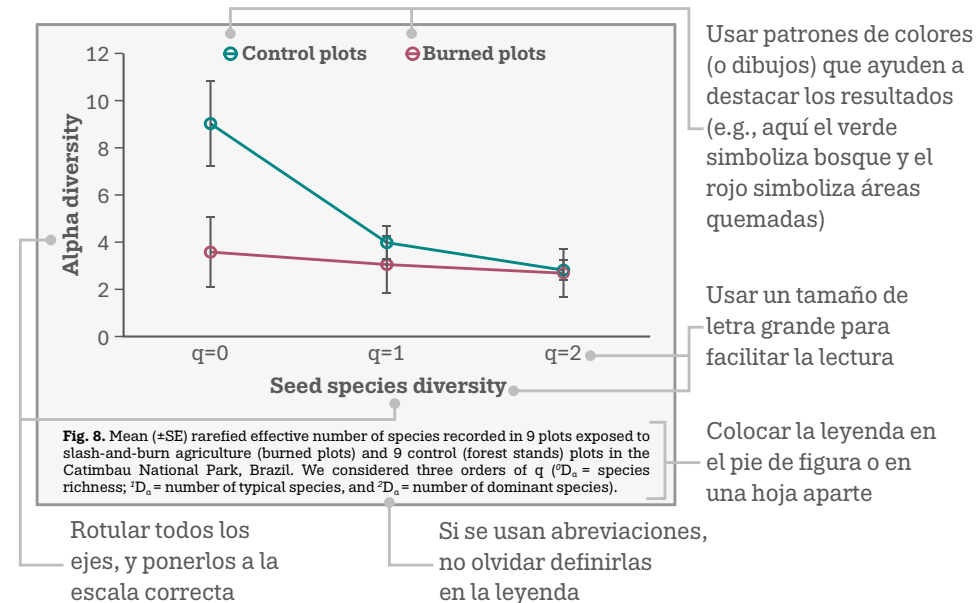 Control plots
Burned plots
12
10
8
6
4
2
0
Alpha diversity
q=0
q=1
q=2
Seed species diversity
Fig. 8. Mean (±SE) rarefied effective number of species recorded in 9 plots exposed to
slash-and-burn agriculture (burned plots) and 9 control (forest stands) plots in the
Catimbau National Park, Brazil. We considered three orders of q (⁰Dα = species
richness; ¹Dα = number of typical species, and ²Dα = number of dominant species).
Usar patrones de colores
(o dibujos) que ayuden a
destacar los resultados
(e.g., aquí el verde
simboliza bosque y el
rojo simboliza áreas
quemadas)
Usar un tamaño de
letra grande para
facilitar la lectura
Colocar la leyenda en
el pie de figura o en
una hoja aparte
Rotular todos los
ejes, y ponerlos a la
escala correcta
Si se usan abreviaciones,
no olvidar definirlas
en la leyenda